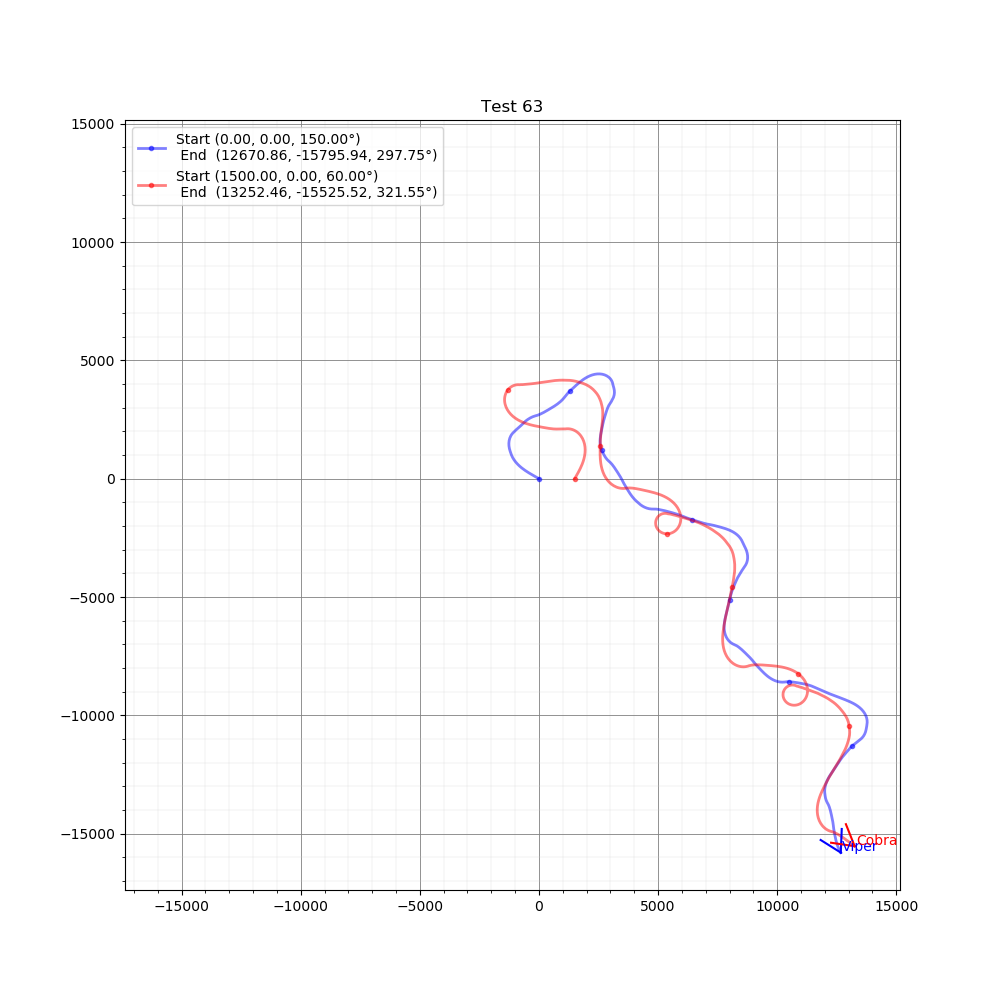 Test 63
Start (0.00, 0.00, 150.00°)
End (12670.86, -15795.94, 297.75°)
Start (1500.00, 0.00, 60.00°)
End (13252.46, -15525.52, 321.55°)
15000
10000
5000
0
−5000
−10000
−15000
Cobra
Viper
−15000 −10000 −5000 0 5000 10000 15000